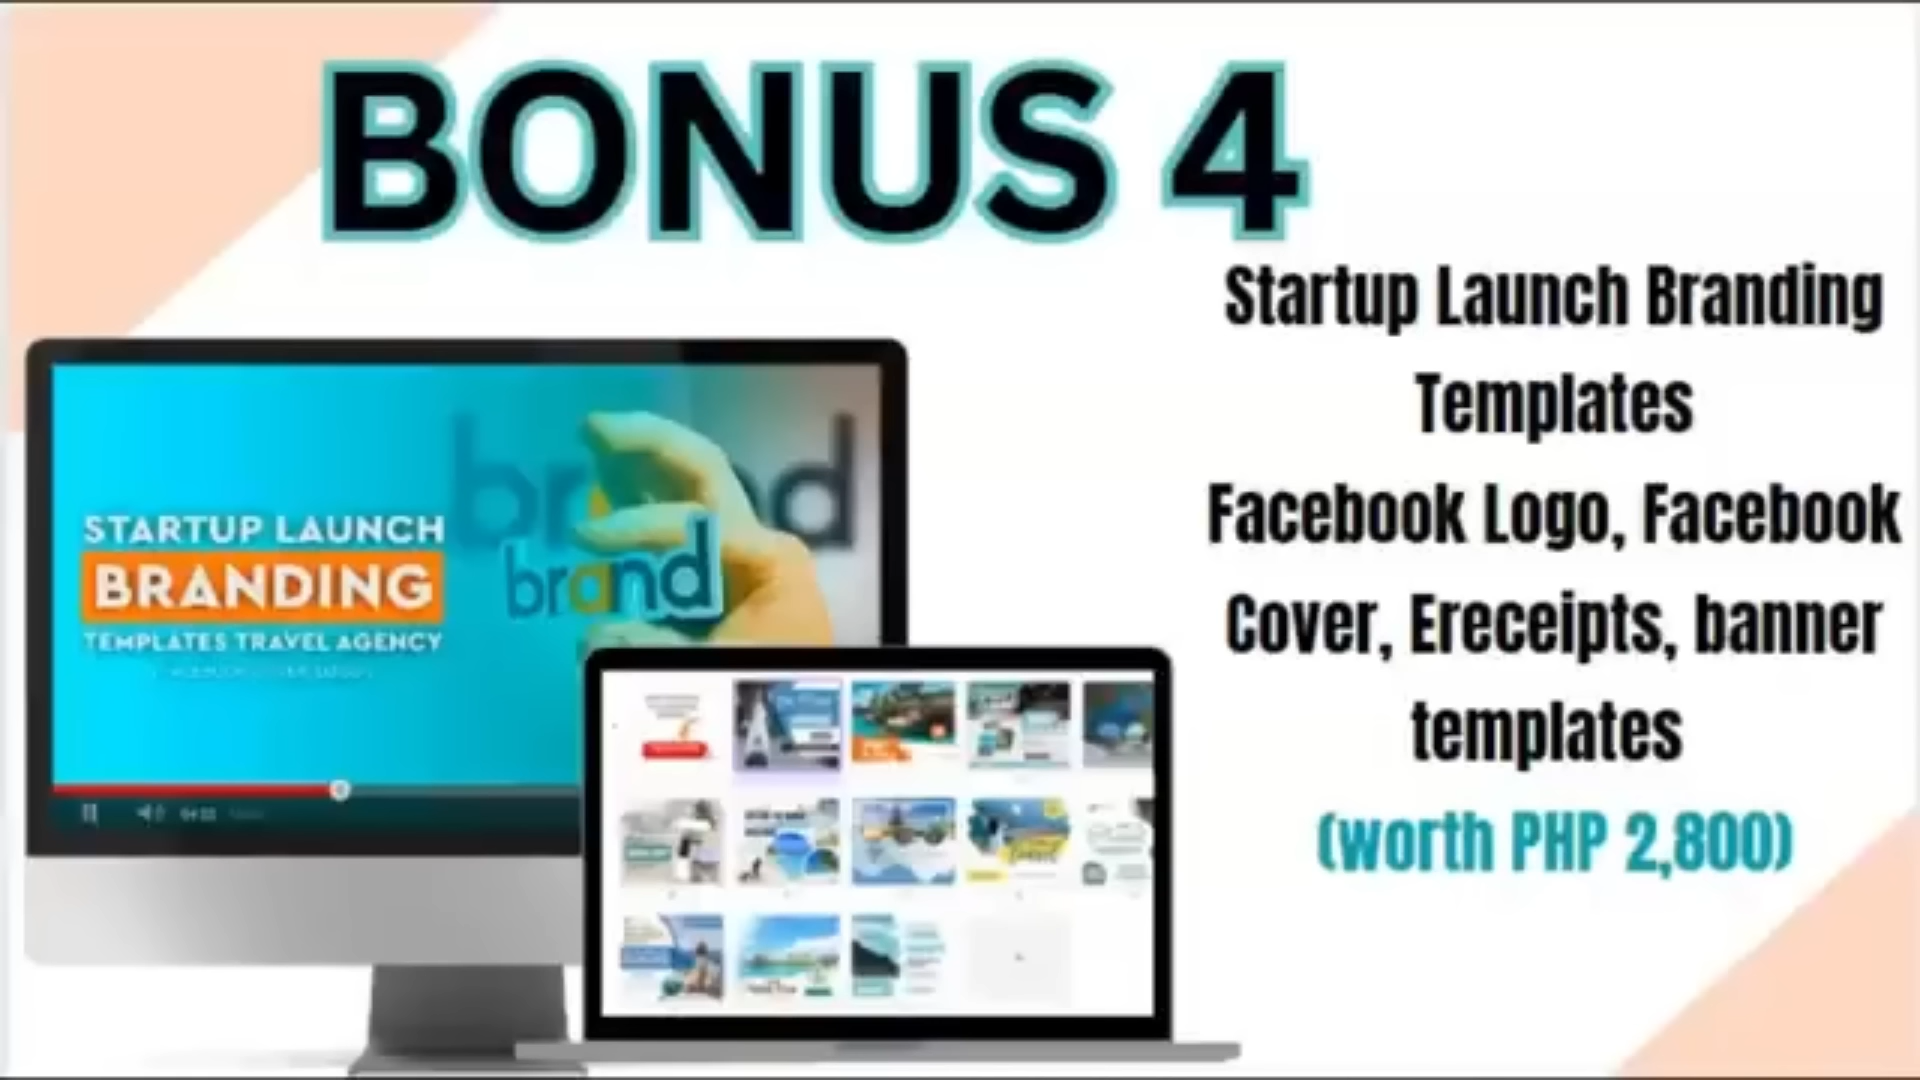 BONUS 4
Startup Launch Branding
Templates
Facebook Logo, Facebook
Cover, Ereceipts, banner
templates
(worth PHP 2,800)
brand
STARTUP LAUNCH
BRANDING
TEMPLATES TRAVEL AGENCY
brand